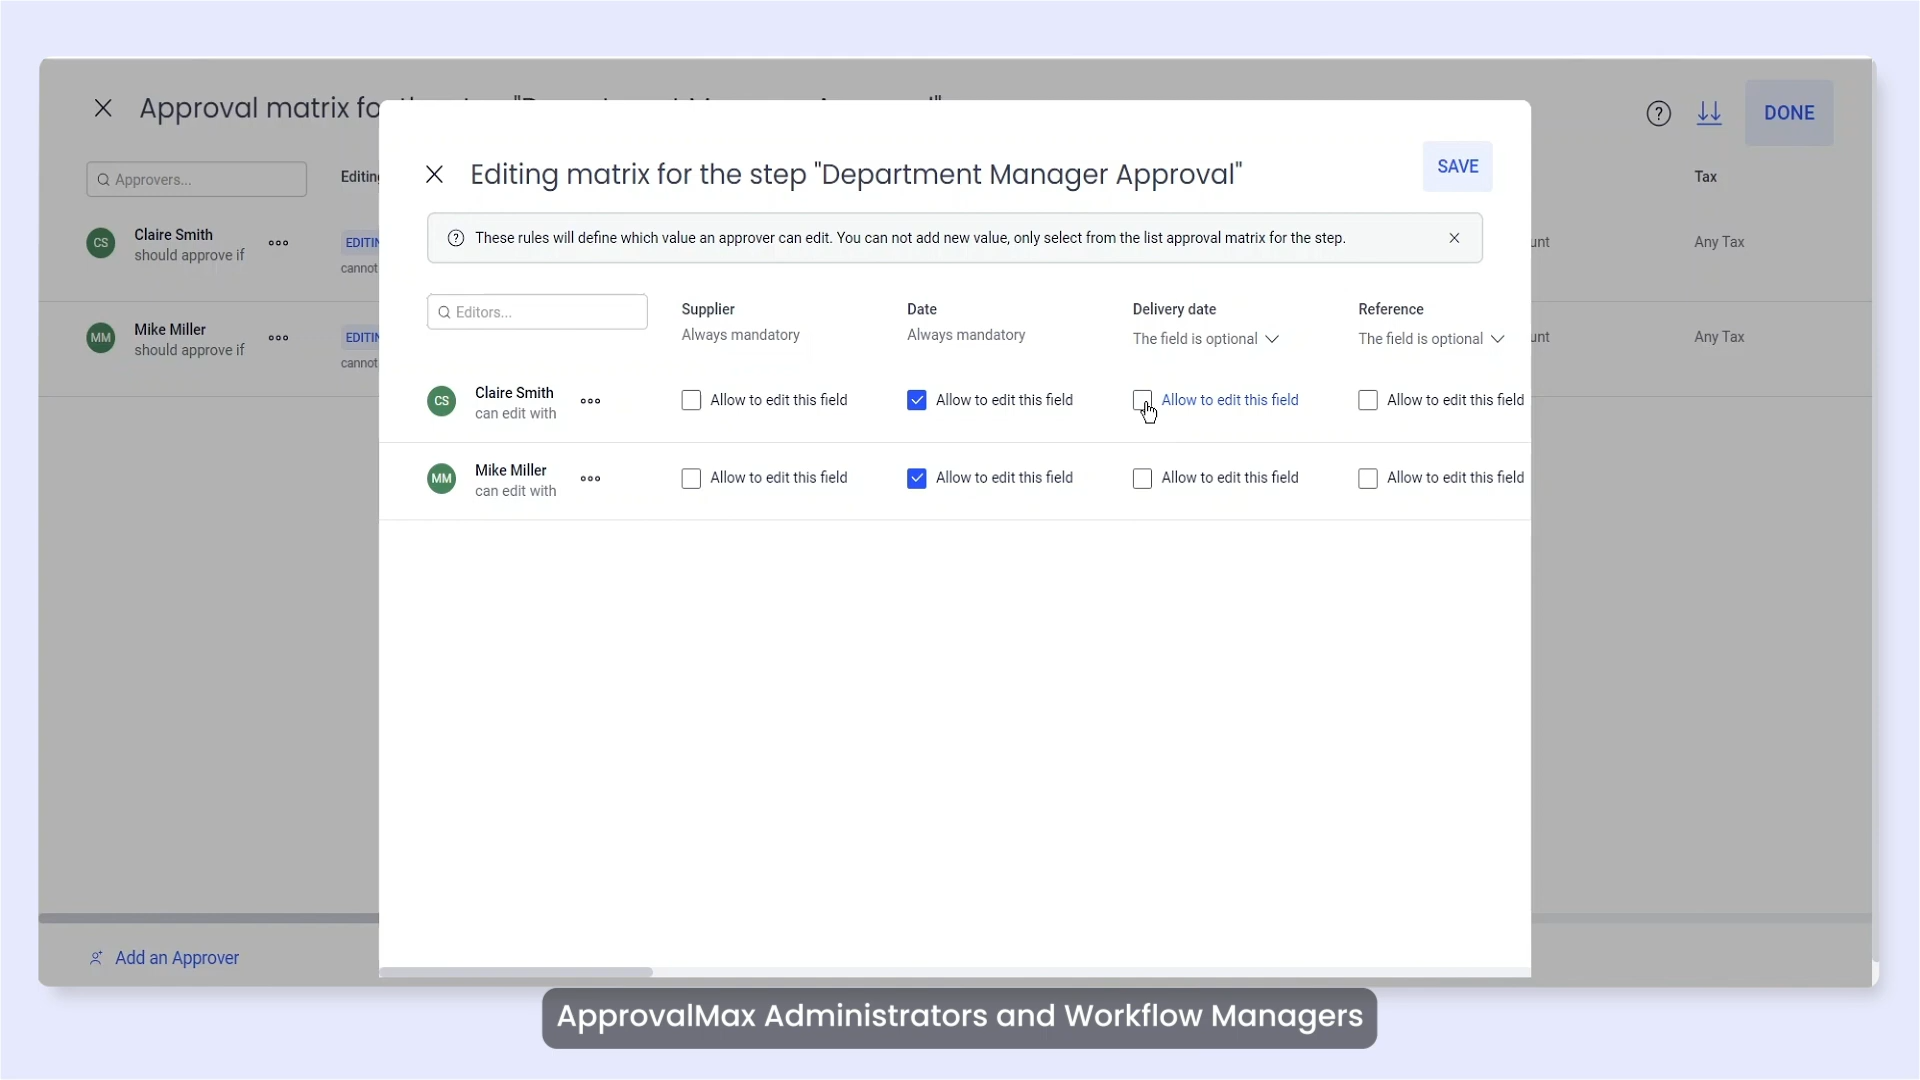 Approval matrix fo
DONE
Approvers...
Editing
Tax
CS
Claire Smith
should approve if
EDITIN
cannot
unt
Any Tax
MM
Mike Miller
should approve if
EDITIN
cannot
unt
Any Tax
Add an Approver
Editing matrix for the step "Department Manager Approval"
SAVE
These rules will define which value an approver can edit. You can not add new value, only select from the list approval matrix for the step.
Editors...
Supplier
Always mandatory
Date
Always mandatory
Delivery date
The field is optional
Reference
The field is optional
CS
Claire Smith
can edit with
Allow to edit this field
Allow to edit this field
Allow to edit this field
Allow to edit this field
MM
Mike Miller
can edit with
Allow to edit this field
Allow to edit this field
Allow to edit this field
Allow to edit this field
ApprovalMax Administrators and Workflow Managers